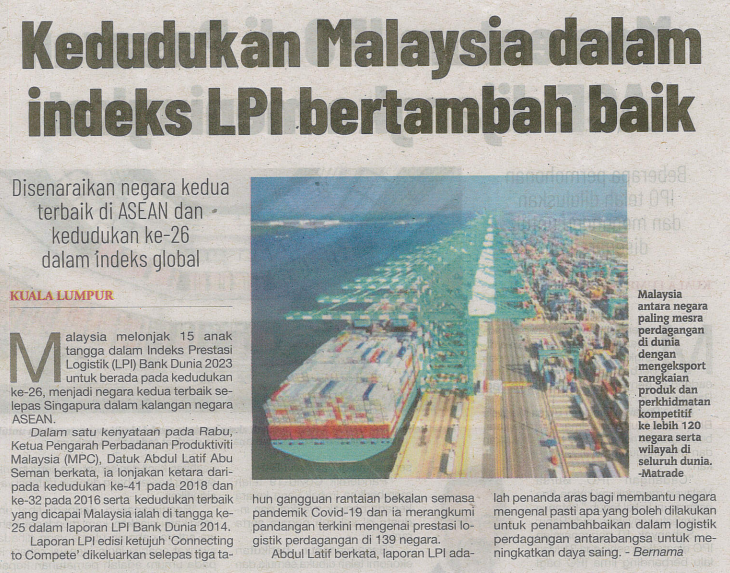 Kedudukan Malaysia dalam
indeks LPI bertambah baik
Disenaraikan negara kedua
terbaik di ASEAN dan
kedudukan ke-26
dalam indeks global
KUALA LUMPUR
Malaysia melonjak 15 anak
tangga dalam Indeks Prestasi
Logistik (LPI) Bank Dunia 2023
untuk berada pada kedudukan
ke-26, menjadi negara kedua terbaik se-
lepas Singapura dalam kalangan negara
ASEAN.
Dalam satu kenyataan pada Rabu,
Ketua Pengarah Perbadanan Produktiviti
Malaysia (MPC), Datuk Abdul Latif Abu
Seman berkata, ia lonjakan ketara dari-
pada kedudukan ke-41 pada 2018 dan
ke-32 pada 2016 serta kedudukan terbaik
yang dicapai Malaysia ialah di tangga ke-
25 dalam laporan LPI Bank Dunia 2014.
Laporan LPI edisi ketujuh 'Connecting
to Compete' dikeluarkan selepas tiga ta-
hun gangguan rantaian bekalan semasa
pandemik Covid-19 dan ia merangkumi
pandangan terkini mengenai prestasi lo-
gistik perdagangan di 139 negara.
Abdul Latif berkata, laporan LPI ada-
lah penanda aras bagi membantu negara
mengenal pasti apa yang boleh dilakukan
untuk penambahbaikan dalam logistik
perdagangan antarabangsa untuk me-
ningkatkan daya saing. - Bernama
Malaysia
antara negara
paling mesra
perdagangan
di dunia
dengan
mengeksport
rangkaian
produk dan
perkhidmatan
kompetitif
ke lebih 120
negara serta
wilayah di
seluruh dunia.
-Matrade